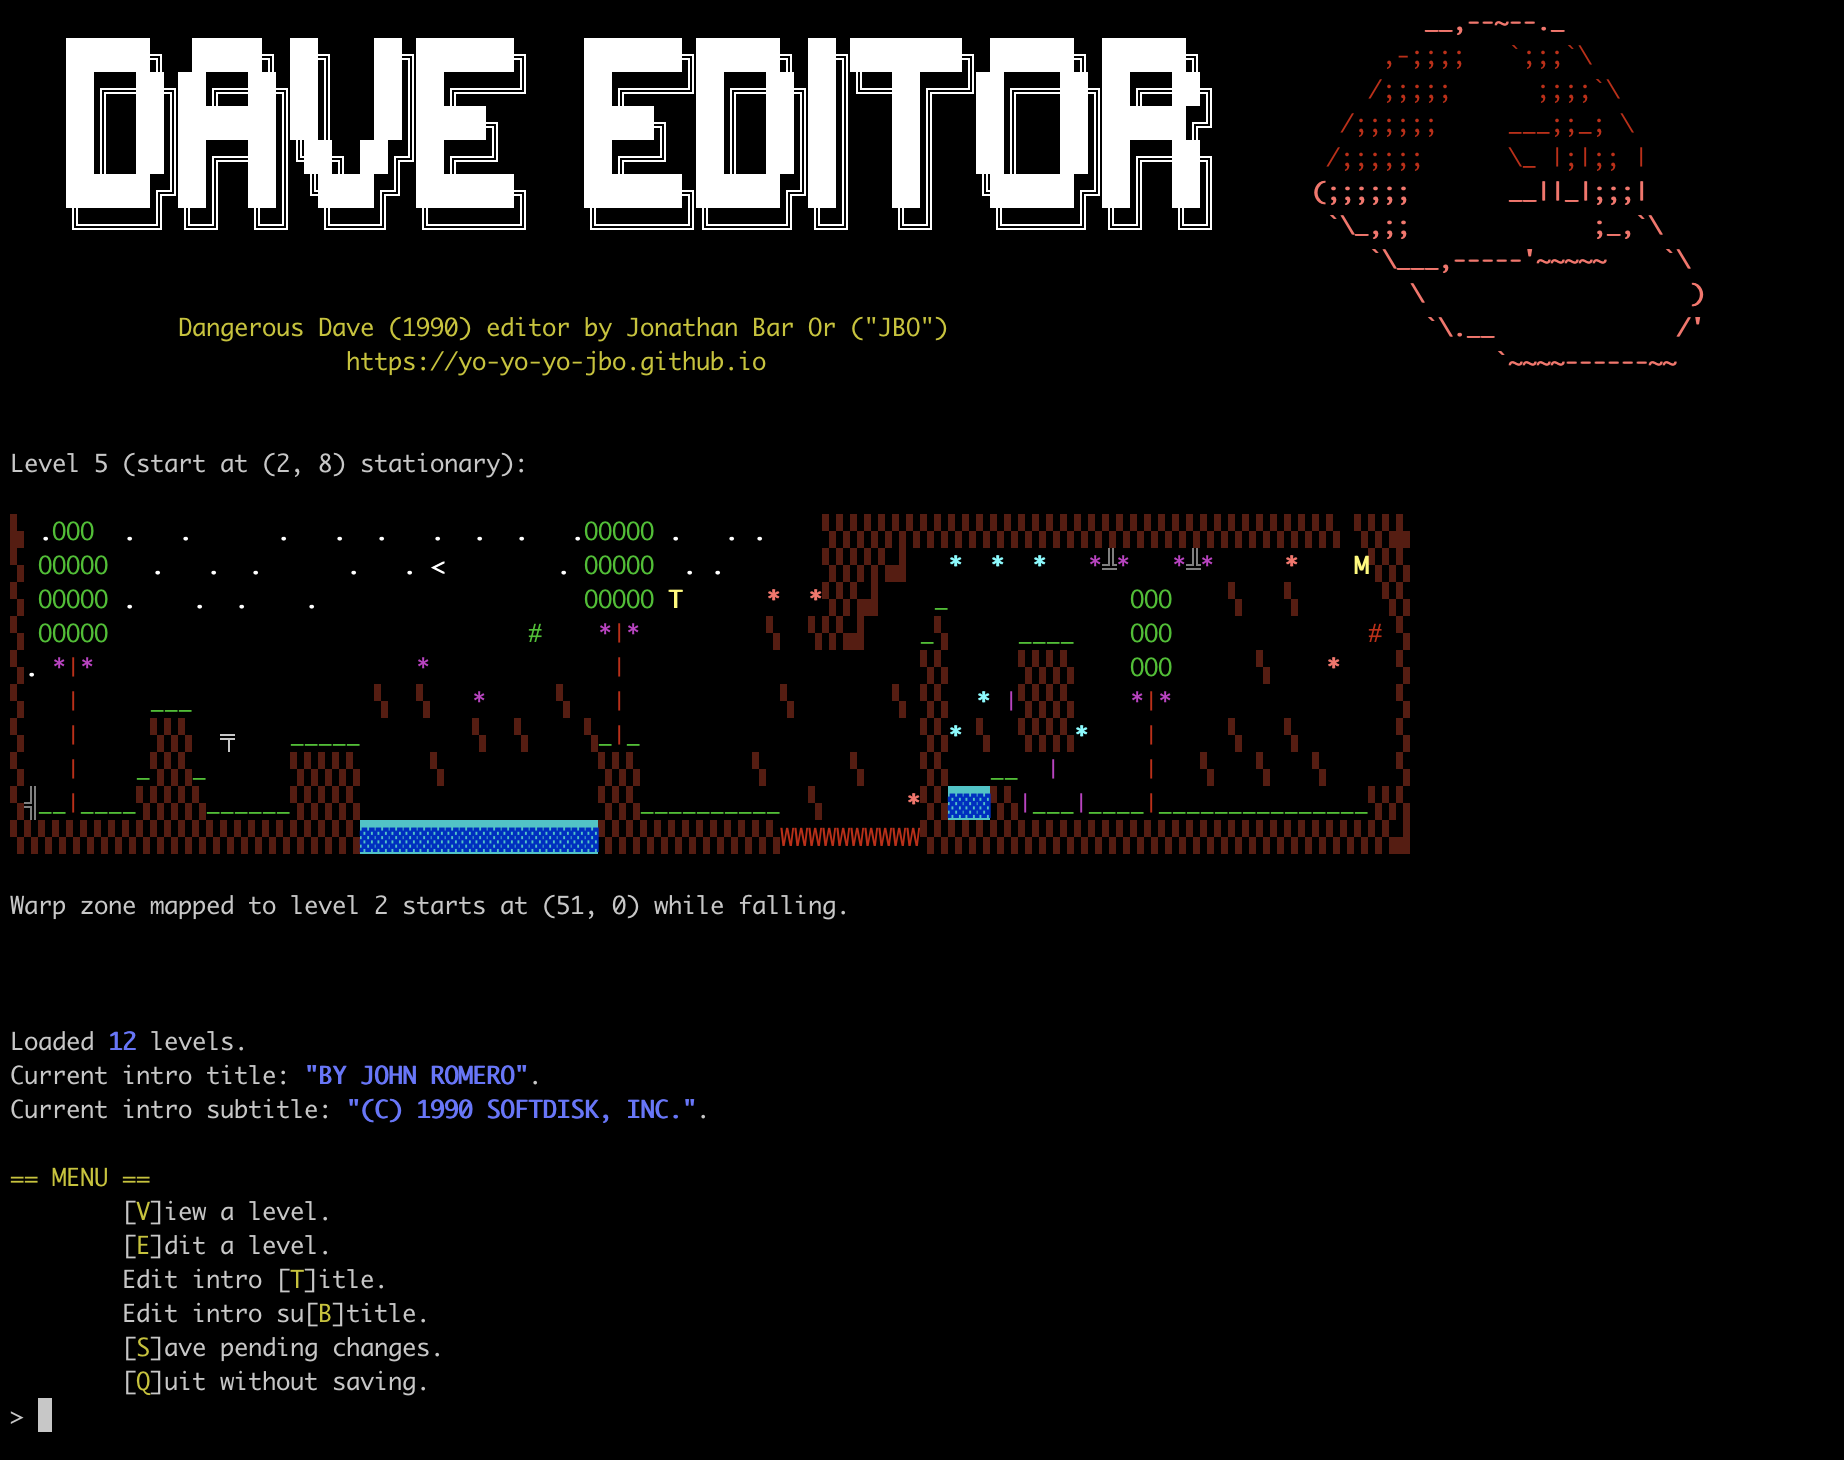 DAVE EDITOR
Dangerous Dave (1990) editor by Jonathan Bar Or ("JBO")
https://yo-yo-yo-jbo.github.io
Level 5 (start at (2, 8) stationary):
Warp zone mapped to level 2 starts at (51, 0) while falling.
Loaded 12 levels.
Current intro title: "BY JOHN ROMERO".
Current intro subtitle: "(C) 1990 SOFTDISK, INC.".
== MENU ==
[V]iew a level.
[E]dit a level.
Edit intro [T]itle.
Edit intro su[B]title.
[S]ave pending changes.
[Q]uit without saving.
>